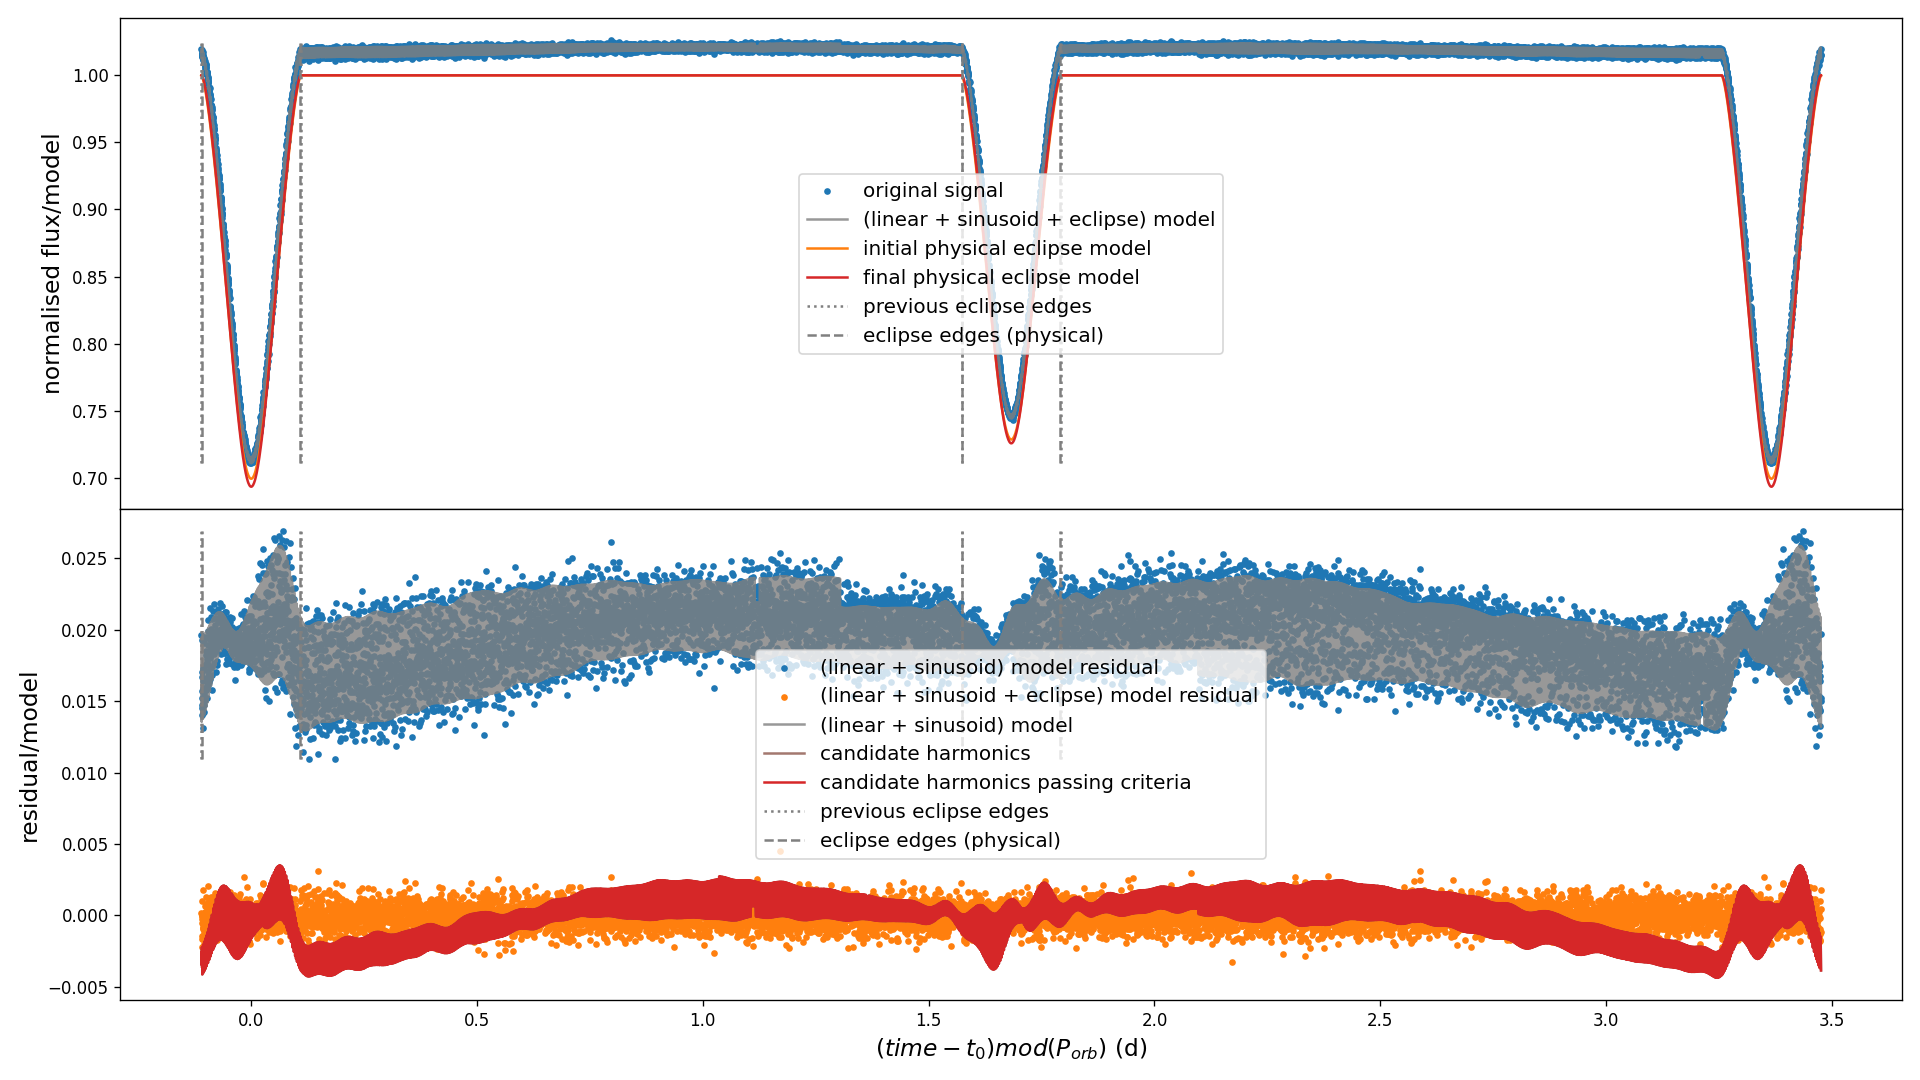 normalised flux/model
1.00
0.95
0.90
0.85
0.80
0.75
0.70
original signal
(linear + sinusoid + eclipse) model
initial physical eclipse model
final physical eclipse model
previous eclipse edges
eclipse edges (physical)
residual/model
0.025
0.020
0.015
0.010
0.005
0.000
−0.005
(linear + sinusoid) model residual
(linear + sinusoid + eclipse) model residual
(linear + sinusoid) model
candidate harmonics
candidate harmonics passing criteria
previous eclipse edges
eclipse edges (physical)
0.0 0.5 1.0 1.5 2.0 2.5 3.0 3.5
(time − t₀)mod(Pₒᵣb) (d)